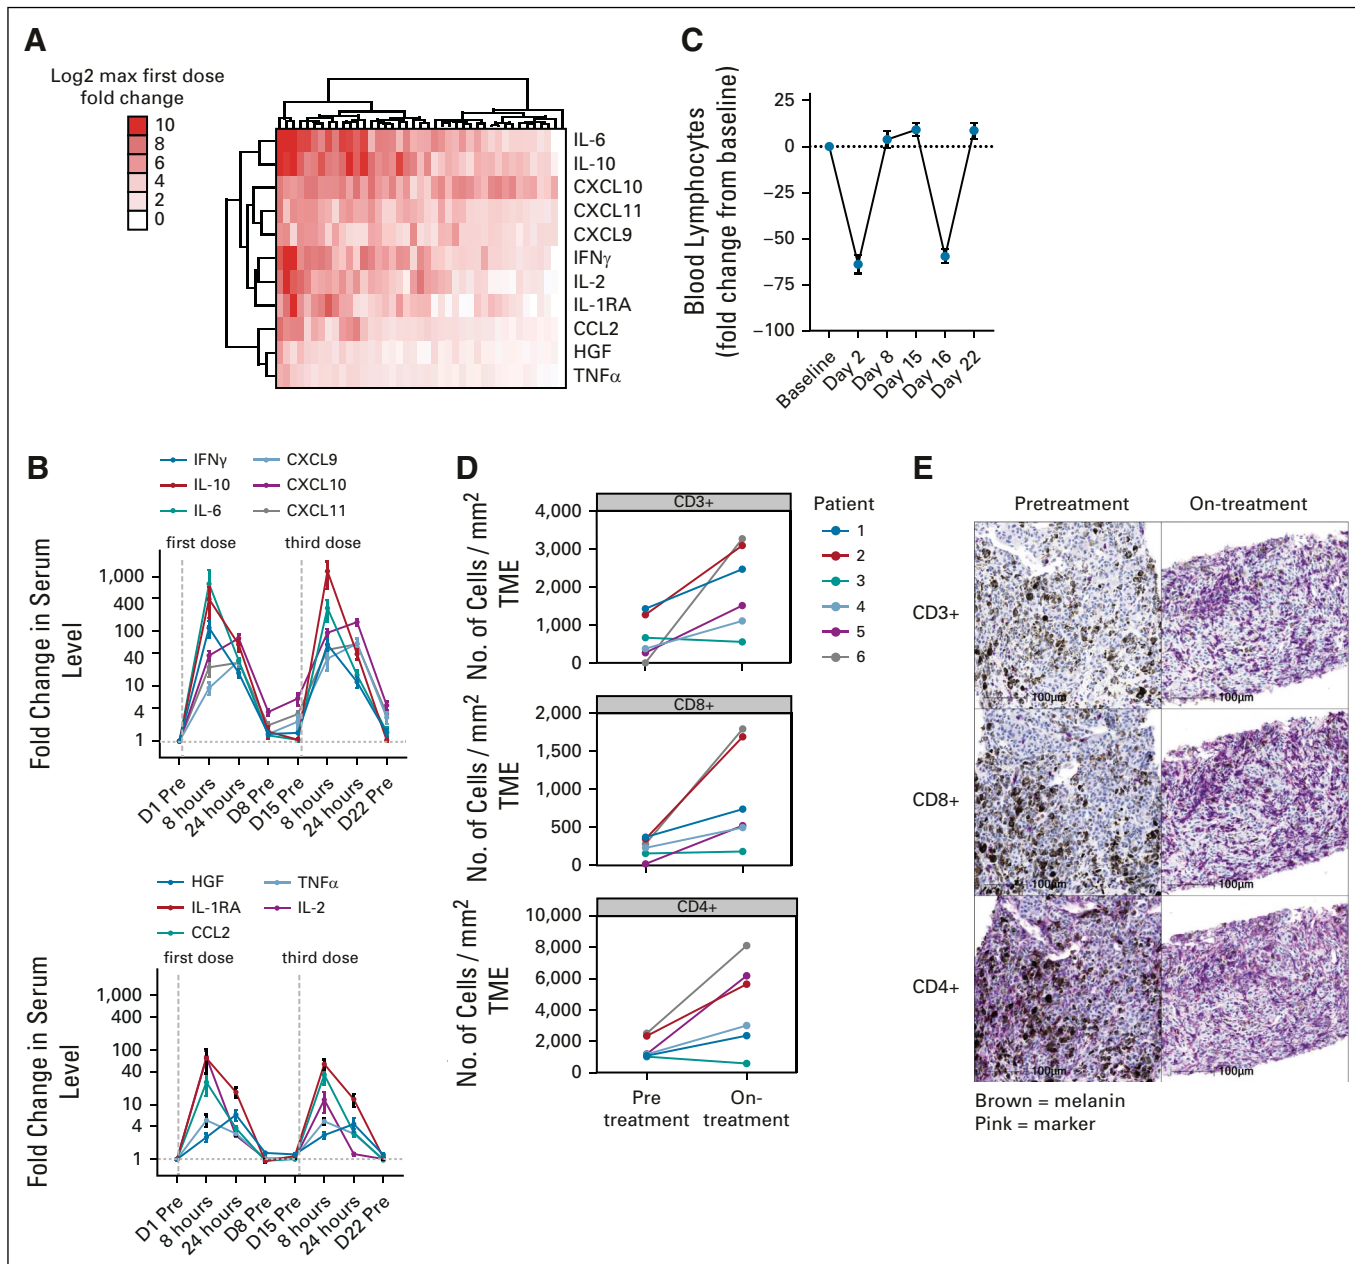 A
Log2 max first dose
fold change
10
8
6
4
2
0
IL-6
IL-10
CXCL10
CXCL11
CXCL9
IFNγ
IL-2
IL-1RA
CCL2
HGF
TNFα
C
Blood Lymphocytes
(fold change from baseline)
25
0
−25
−50
−75
−100
Baseline
Day 2
Day 8
Day 15
Day 16
Day 22
B
IFNγ
IL-10
IL-6
CXCL9
CXCL10
CXCL11
first dose
third dose
Fold Change in Serum
Level
1,000
400
100
40
10
4
1
D1 Pre
8 hours
24 hours
D8 Pre
D15 Pre
8 hours
24 hours
D22 Pre
HGF
IL-1RA
CCL2
TNFα
IL-2
first dose
third dose
Fold Change in Serum
Level
1,000
400
100
40
10
4
1
D1 Pre
8 hours
24 hours
D8 Pre
D15 Pre
8 hours
24 hours
D22 Pre
D
CD3+
No. of Cells / mm²
TME
4,000
3,000
2,000
1,000
0
CD8+
No. of Cells / mm²
TME
2,000
1,500
1,000
500
0
CD4+
No. of Cells / mm²
TME
10,000
8,000
6,000
4,000
2,000
0
Pre
treatment
On-
treatment
Patient
1
2
3
4
5
6
E
Pretreatment
On-treatment
CD3+
100µm
100µm
CD8+
100µm
100µm
CD4+
100µm
100µm
Brown = melanin
Pink = marker